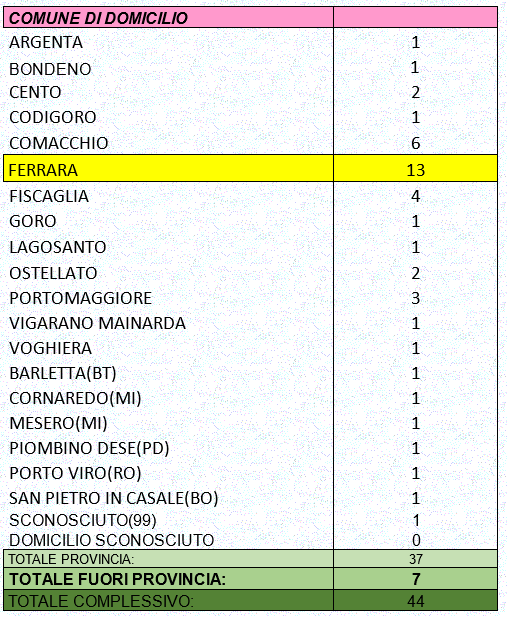 COMUNE DI DOMICILIO
ARGENTA 1
BONDENO 1
CENTO 2
CODIGORO 1
COMACCHIO 6
FERRARA 13
FISCAGLIA 4
GORO 1
LAGOSANTO 1
OSTELLATO 2
PORTOMAGGIORE 3
VIGARANO MAINARDA 1
VOGHIERA 1
BARLETTA(BT) 1
CORNAREDO(MI) 1
MESERO(MI) 1
PIOMBINO DESE(PD) 1
PORTO VIRO(RO) 1
SAN PIETRO IN CASALE(BO) 1
SCONOSCIUTO(99) 1
DOMICILIO SCONOSCIUTO 0
TOTALE PROVINCIA: 37
TOTALE FUORI PROVINCIA: 7
TOTALE COMPLESSIVO: 44